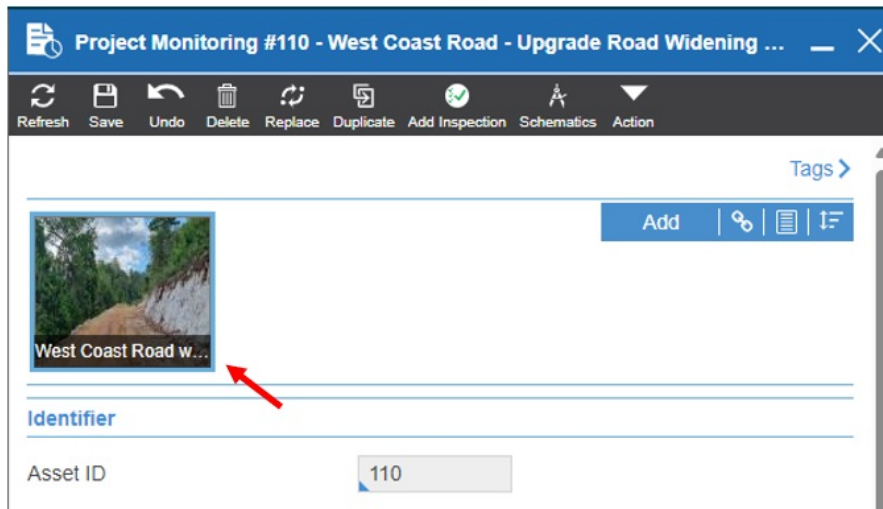 Project Monitoring #110 - West Coast Road - Upgrade Road Widening ...
Refresh Save Undo Delete Replace Duplicate Add Inspection Schematics Action
Tags
Add
West Coast Road w...
Identifier
Asset ID 110